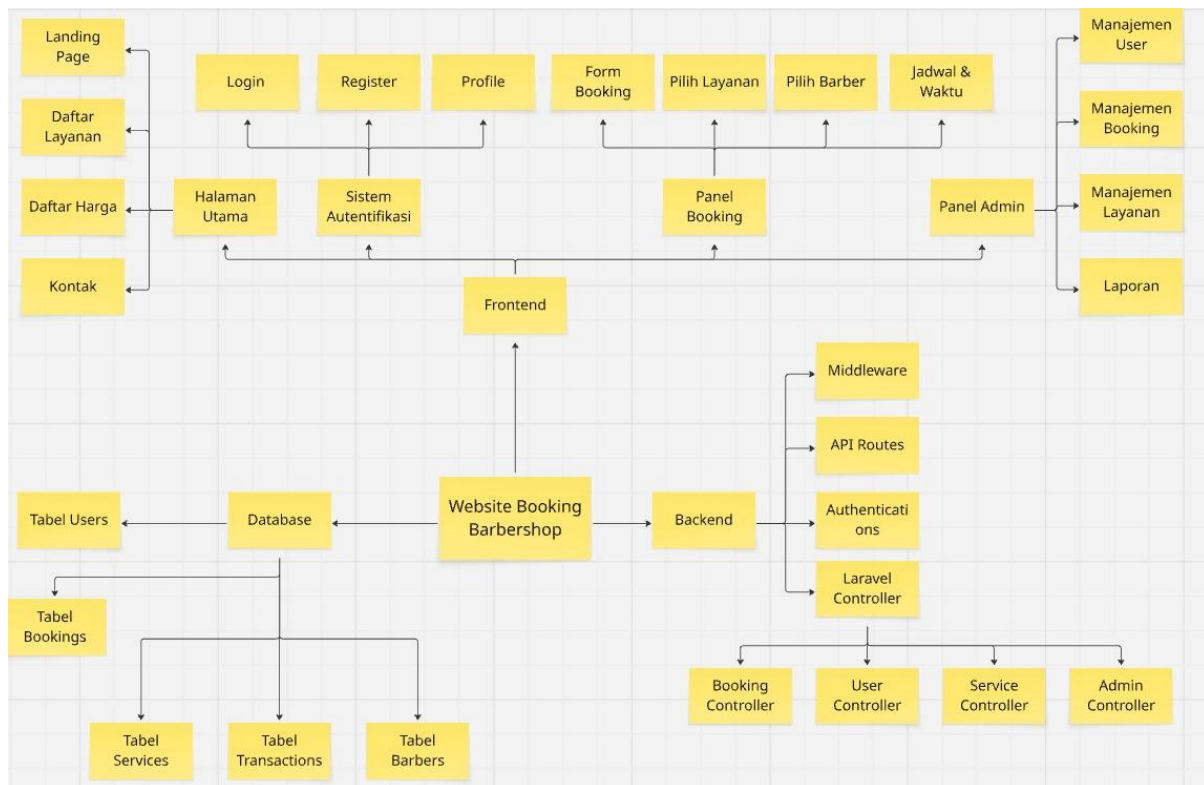 Landing
Page
Manajemen
User
Login
Register
Profile
Form
Booking
Pilih Layanan
Pilih Barber
Jadwal &
Waktu
Daftar
Layanan
Manajemen
Booking
Daftar Harga
Halaman
Utama
Sistem
Autentifikasi
Panel
Booking
Panel Admin
Manajemen
Layanan
Kontak
Frontend
Laporan
Middleware
API Routes
Tabel Users
Database
Website Booking
Barbershop
Backend
Authenticati
ons
Laravel
Controller
Tabel
Bookings
Booking
Controller
User
Controller
Service
Controller
Admin
Controller
Tabel
Services
Tabel
Transactions
Tabel
Barbers